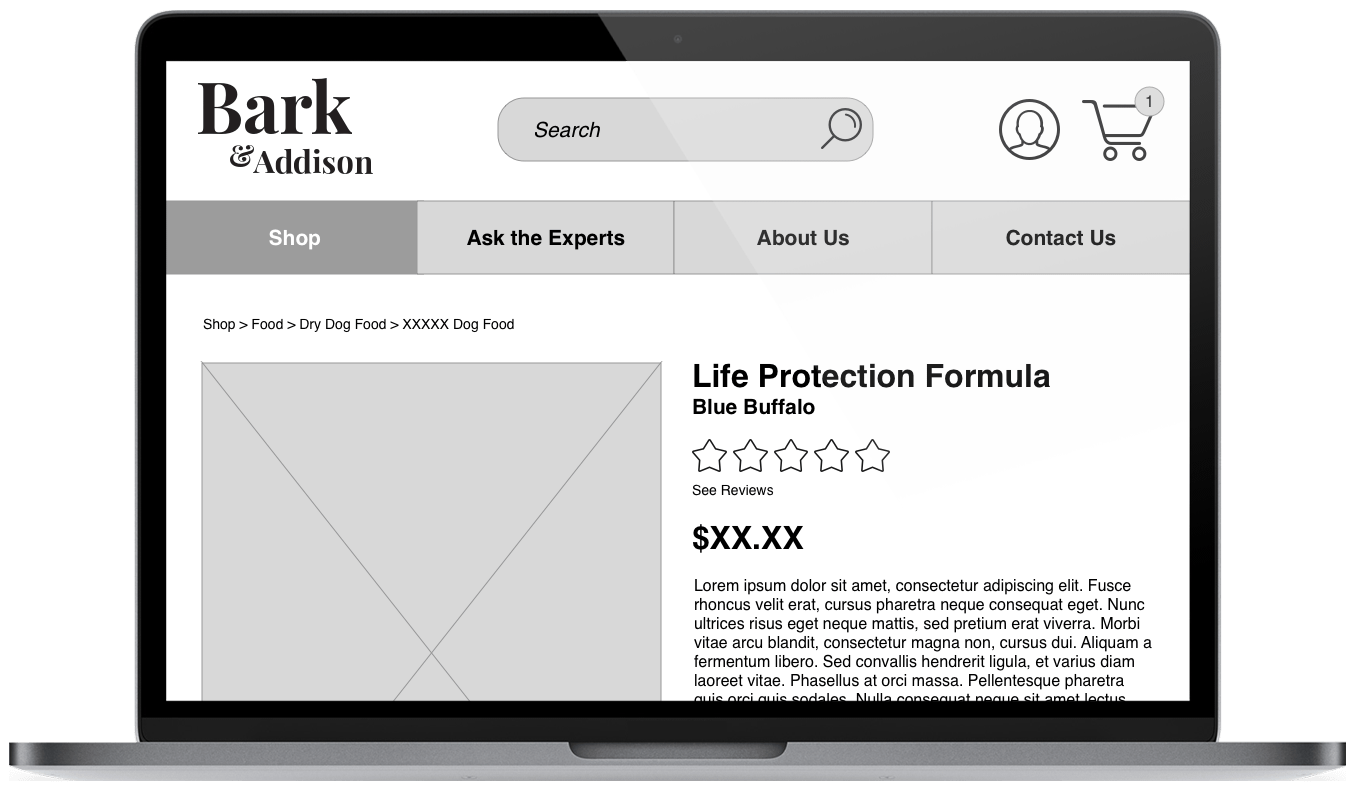 Bark
& Addison
Search
1
Shop
Ask the Experts
About Us
Contact Us
Shop > Food > Dry Dog Food > XXXXX Dog Food
Life Protection Formula
Blue Buffalo
See Reviews
$XX.XX
Lorem ipsum dolor sit amet, consectetur adipiscing elit. Fusce
rhoncus velit erat, cursus pharetra neque consequat eget. Nunc
ultrices risus eget neque mattis, sed pretium erat viverra. Morbi
vitae arcu blandit, consectetur magna non, cursus dui. Aliquam a
fermentum libero. Sed convallis hendrerit ligula, et varius diam
laoreet vitae. Phasellus at orci massa. Pellentesque pharetra
quis orci quis sodales. Nulla consequat neque sit amet lectus